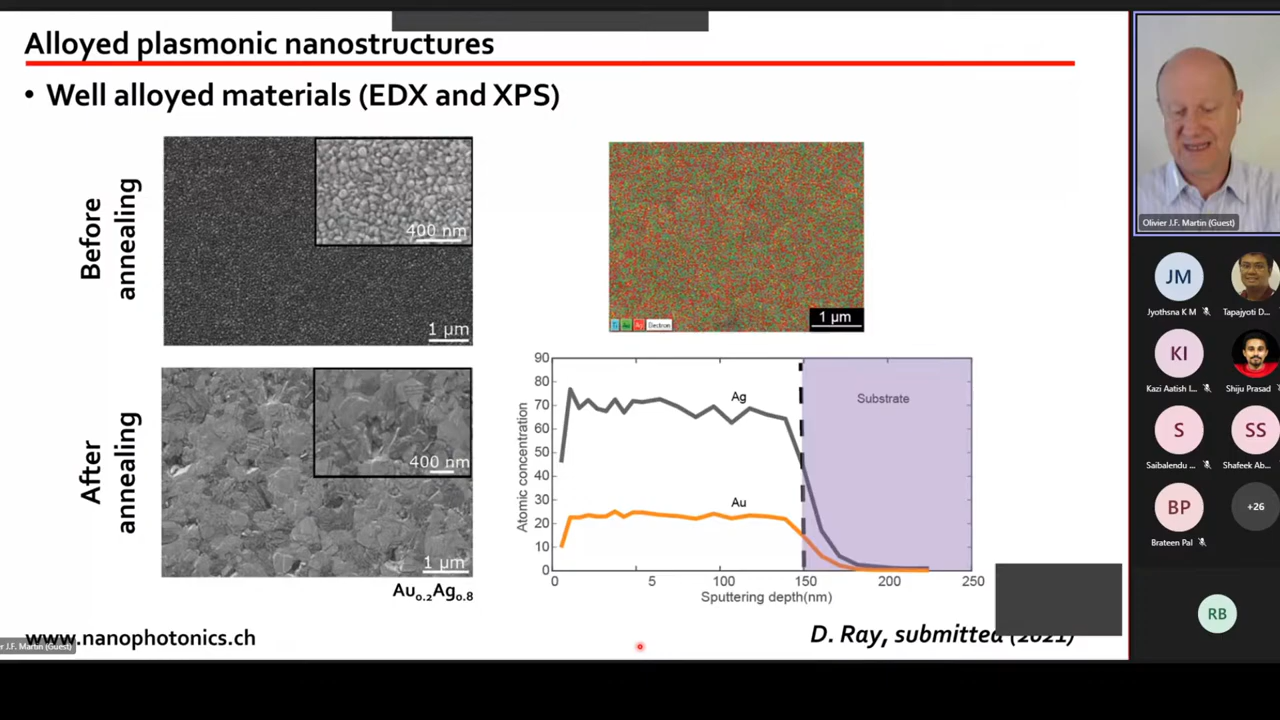 Alloyed plasmonic nanostructures
• Well alloyed materials (EDX and XPS)
Before
annealing
400 nm
1 µm
After
annealing
400 nm
1 µm
Au0.2Ag0.8
1 µm
Electron
90
80
70
60
50
40
30
20
10
0
Atomic concentration
Ag
Au
Substrate
0
5
100
150
200
250
Sputtering depth(nm)
www.nanophotonics.ch
D. Ray, submitted (2021)
r J.F. Martin (Guest)
Olivier J.F. Martin (Guest)
JM
Jyothsna K M
Tapajyoti D...
KI
Kazi Aatish I...
Shiju Prasad
S
Saibalendu ...
SS
Shafeek Ab...
BP
Brateen Pal
+26
RB